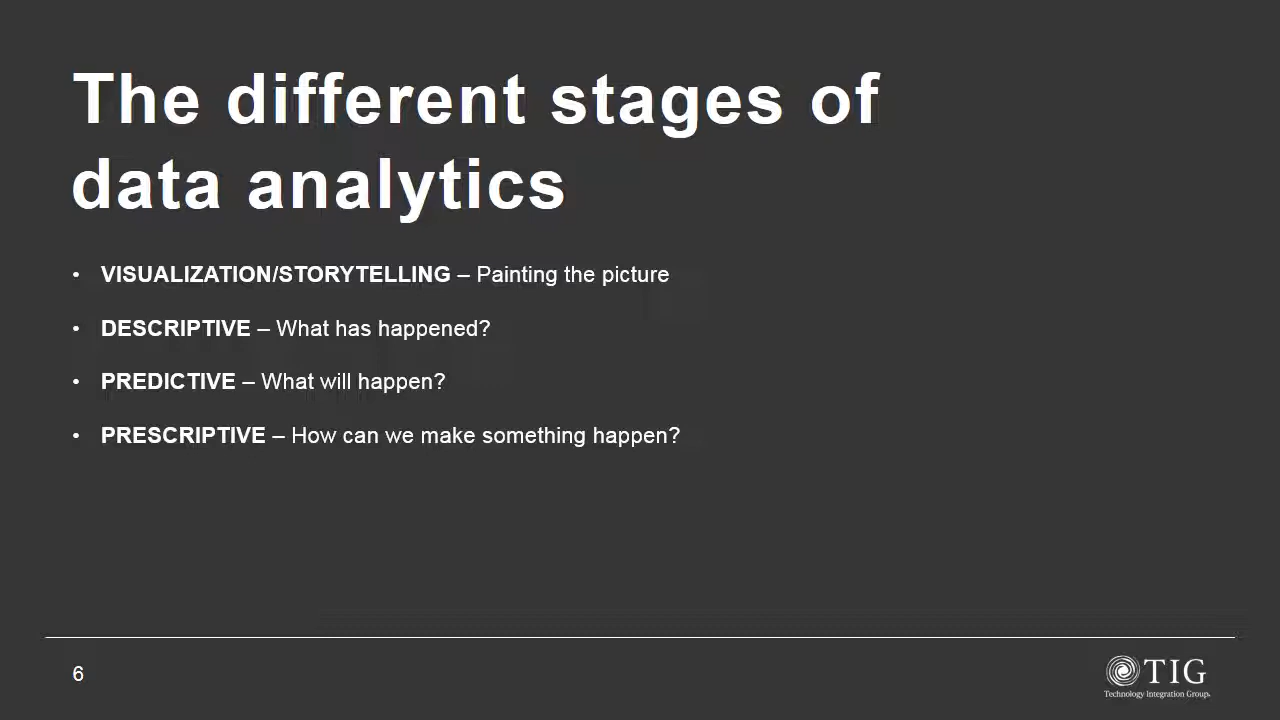 The different stages of
data analytics
• VISUALIZATION/STORYTELLING – Painting the picture
• DESCRIPTIVE – What has happened?
• PREDICTIVE – What will happen?
• PRESCRIPTIVE – How can we make something happen?
6
TIG
Technology Integration Group.